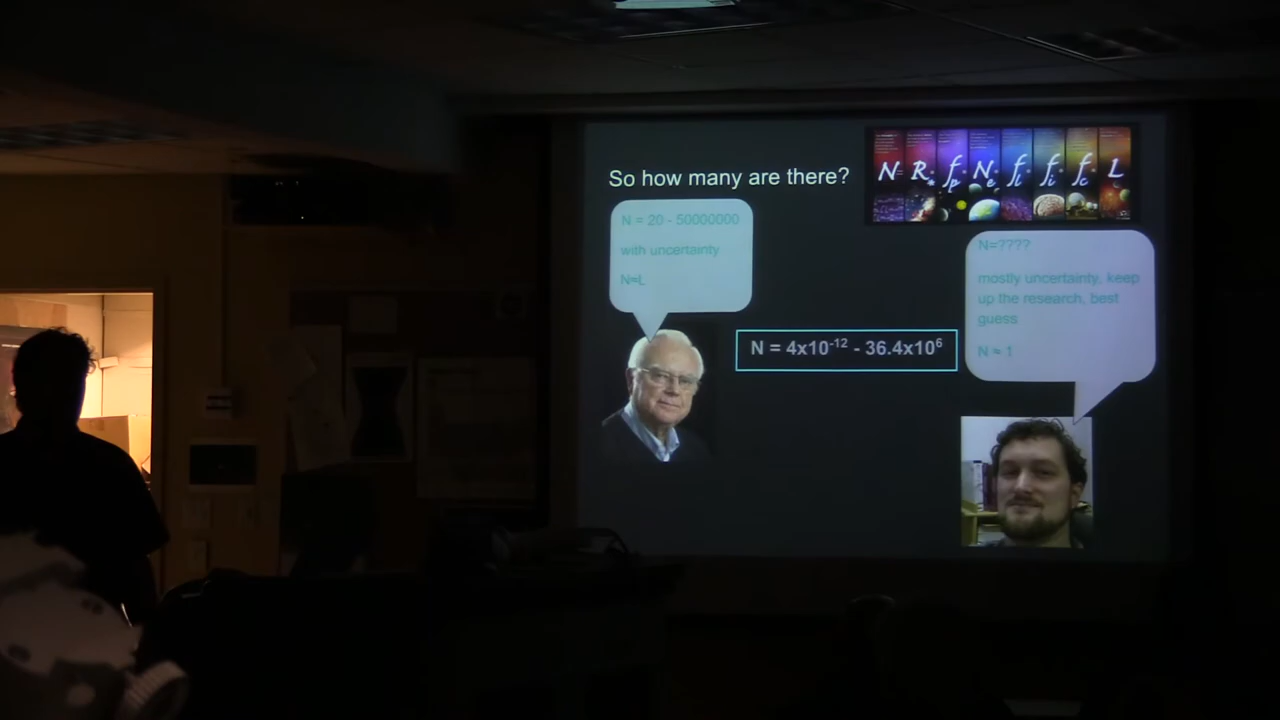 So how many are there?
N= R* fp Ne fl fi fc L
N = 20 - 50000000
with uncertainty
N=L
N=????
mostly uncertainty, keep
up the research, best
guess
N = 1
N = 4x10-12 - 36.4x106